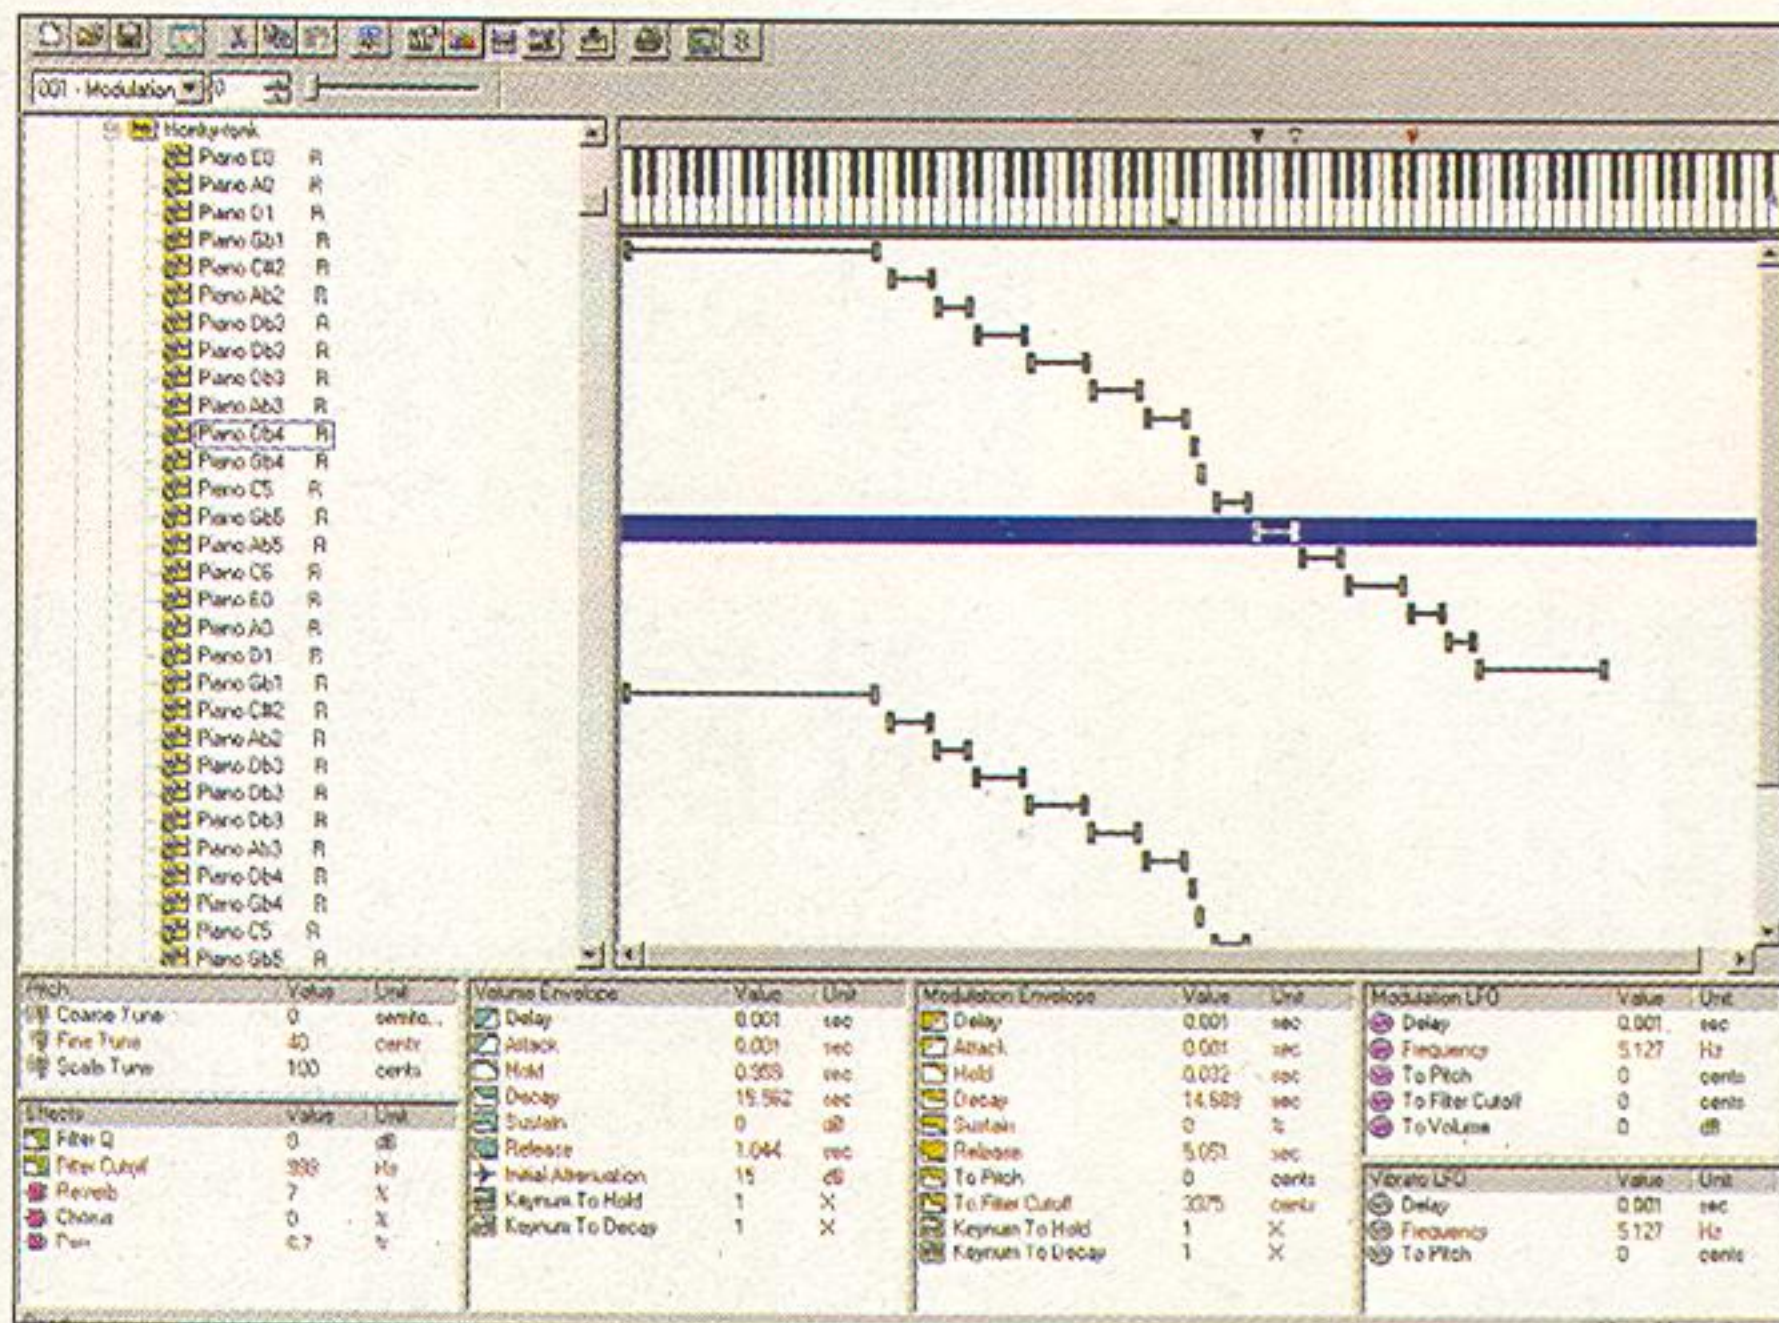 001 - Modulation 0
Honky-tonk
Piano E0 R
Piano A0 R
Piano D1 R
Piano Gb1 R
Piano C#2 R
Piano Ab2 R
Piano Db3 R
Piano Db3 R
Piano Db3 R
Piano Ab3 R
Piano Db4 R
Piano Gb4 R
Piano C5 R
Piano Gb5 R
Piano Ab5 R
Piano C6 R
Piano E0 R
Piano A0 R
Piano D1 R
Piano Gb1 R
Piano C#2 R
Piano Ab2 R
Piano Db3 R
Piano Db3 R
Piano Db3 R
Piano Ab3 R
Piano Db4 R
Piano Gb4 R
Piano C5 R
Piano Gb5 R
Pitch Value Unit
Coarse Tune 0 semito...
Fine Tune 40 cents
Scale Tune 100 cents
Effects Value Unit
Filter Q 0 dB
Filter Cutoff 993 Hz
Reverb 7 %
Chorus 0 %
Pan %
Volume Envelope Value Unit
Delay 0.001 sec
Attack 0.001 sec
Hold sec
Decay 15.562 sec
Sustain 0 dB
Release 1.044 sec
Initial Attenuation 15 dB
Keynum To Hold 1 X
Keynum To Decay 1 X
Modulation Envelope Value Unit
Delay 0.001 sec
Attack 0.001 sec
Hold 0.032 sec
Decay 14.589 sec
Sustain 0 %
Release 5.051 sec
To Pitch 0 cents
To Filter Cutoff 3375 cents
Keynum To Hold 1 X
Keynum To Decay 1 X
Modulation LFO Value Unit
Delay 0.001 sec
Frequency 5.127 Hz
To Pitch 0 cents
To Filter Cutoff 0 cents
To Volume 0 dB
Vibrato LFO Value Unit
Delay 0.001 sec
Frequency 5.127 Hz
To Pitch 0 cents